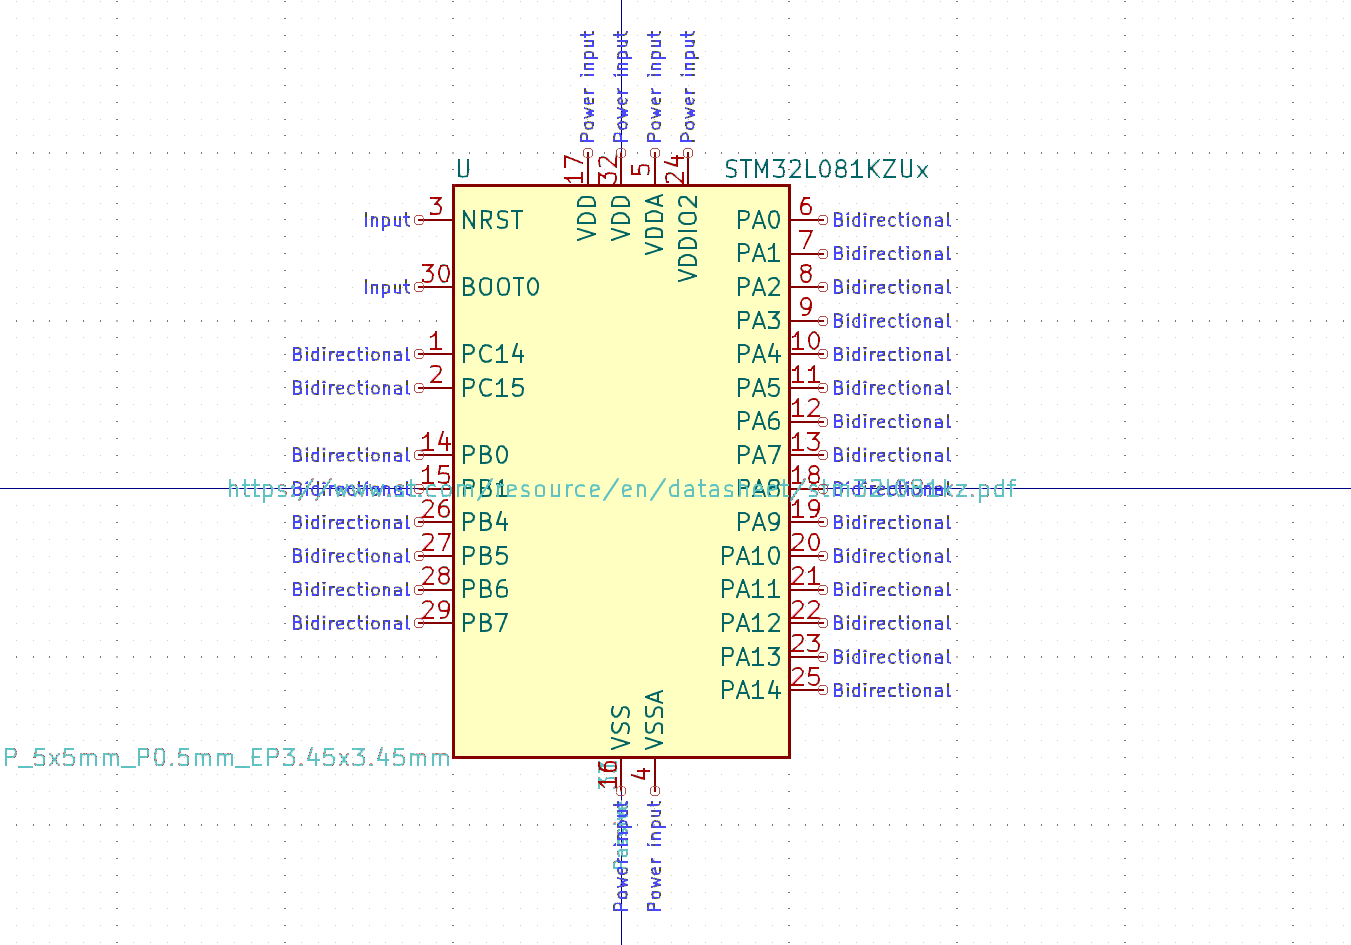 Power input Power input Power input Power input
17 32 5 24
U STM32L081KZUx
VDD VDD VDDA VDDIO2
Input 3 NRST PA0 6 Bidirectional
PA1 7 Bidirectional
Input 30 BOOT0 PA2 8 Bidirectional
PA3 9 Bidirectional
Bidirectional 1 PC14 PA4 10 Bidirectional
Bidirectional 2 PC15 PA5 11 Bidirectional
PA6 12 Bidirectional
Bidirectional 14 PB0 PA7 13 Bidirectional
Bidirectional 15 PB1 PA8 18 Bidirectional
https://www.st.com/resource/en/datasheet/stm32l081kz.pdf
Bidirectional 26 PB4 PA9 19 Bidirectional
Bidirectional 27 PB5 PA10 20 Bidirectional
Bidirectional 28 PB6 PA11 21 Bidirectional
Bidirectional 29 PB7 PA12 22 Bidirectional
PA13 23 Bidirectional
PA14 25 Bidirectional
VSS VSSA
P_5x5mm_P0.5mm_EP3.45x3.45mm
16 4
Power input Power input